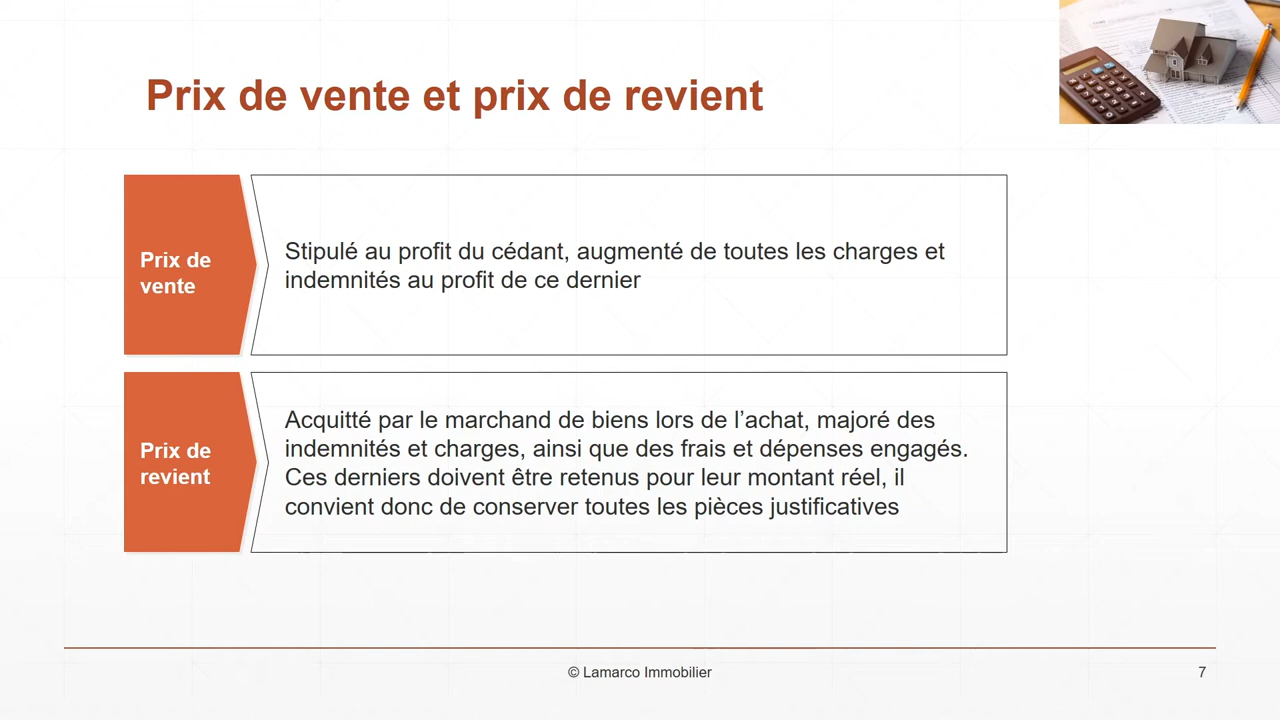 Prix de vente et prix de revient
Prix de
vente
Stipulé au profit du cédant, augmenté de toutes les charges et
indemnités au profit de ce dernier
Prix de
revient
Acquitté par le marchand de biens lors de l’achat, majoré des
indemnités et charges, ainsi que des frais et dépenses engagés.
Ces derniers doivent être retenus pour leur montant réel, il
convient donc de conserver toutes les pièces justificatives
© Lamarco Immobilier
7